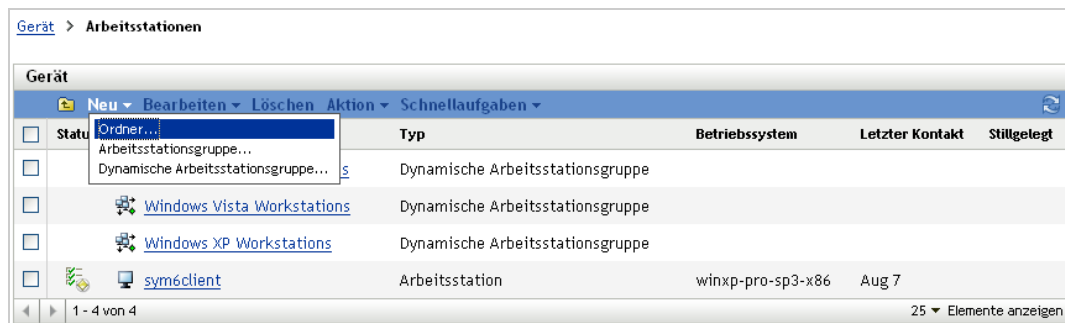 Gerät > Arbeitsstationen
Gerät
Neu Bearbeiten Löschen Aktion Schnellaufgaben
Statu Typ Betriebssystem Letzter Kontakt Stillgelegt
Ordner...
Arbeitsstationsgruppe...
Dynamische Arbeitsstationsgruppe...
s Dynamische Arbeitsstationsgruppe
Windows Vista Workstations Dynamische Arbeitsstationsgruppe
Windows XP Workstations Dynamische Arbeitsstationsgruppe
sym6client Arbeitsstation winxp-pro-sp3-x86 Aug 7
1 - 4 von 4 25 Elemente anzeigen